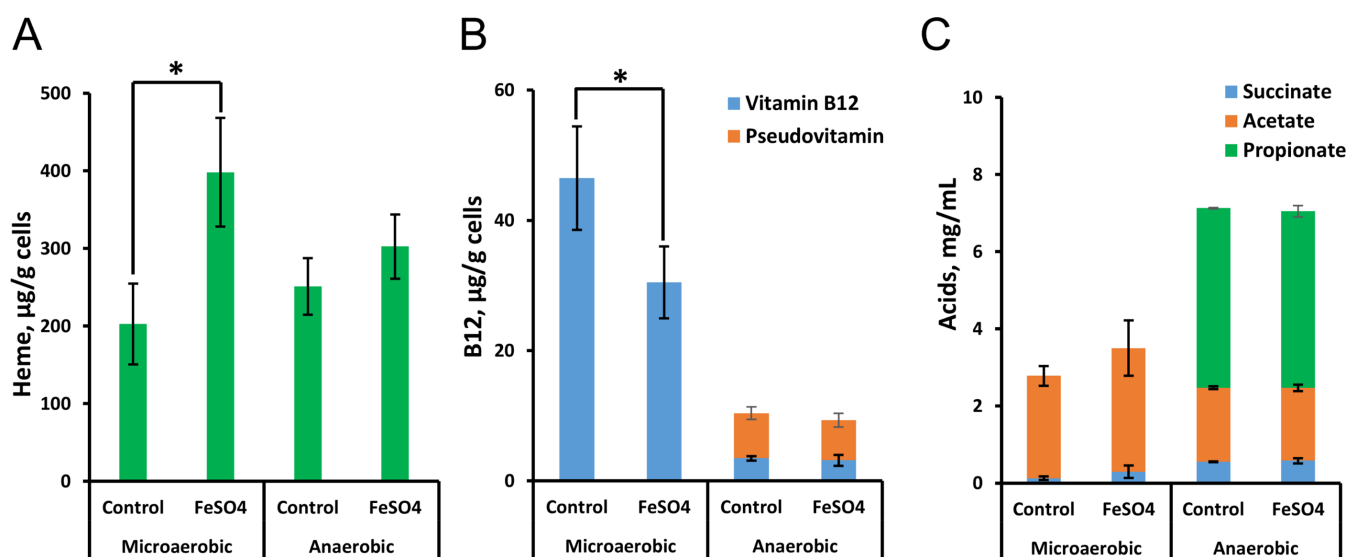 A
*
Heme, µg/g cells
500
400
300
200
100
0
Control FeSO4 Control FeSO4
Microaerobic Anaerobic
B
*
B12, µg/g cells
60
40
20
0
Vitamin B12
Pseudovitamin
Control FeSO4 Control FeSO4
Microaerobic Anaerobic
C
Acids, mg/mL
10
8
6
4
2
0
Succinate
Acetate
Propionate
Control FeSO4 Control FeSO4
Microaerobic Anaerobic